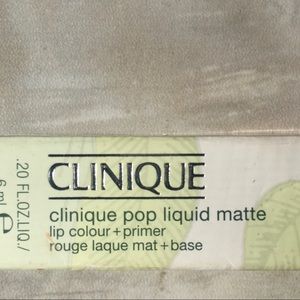 CLINIQUE
clinique pop liquid matte
lip colour + primer
rouge laque mat + base
.20 FL.OZ.LIQ./
6 ml e